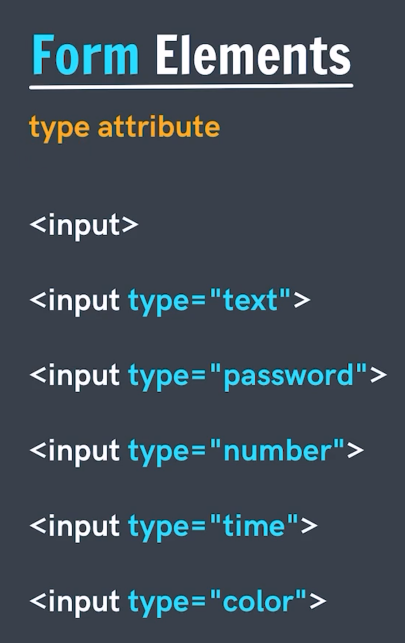 Form Elements
type attribute
<input>
<input type="text">
<input type="password">
<input type="number">
<input type="time">
<input type="color">